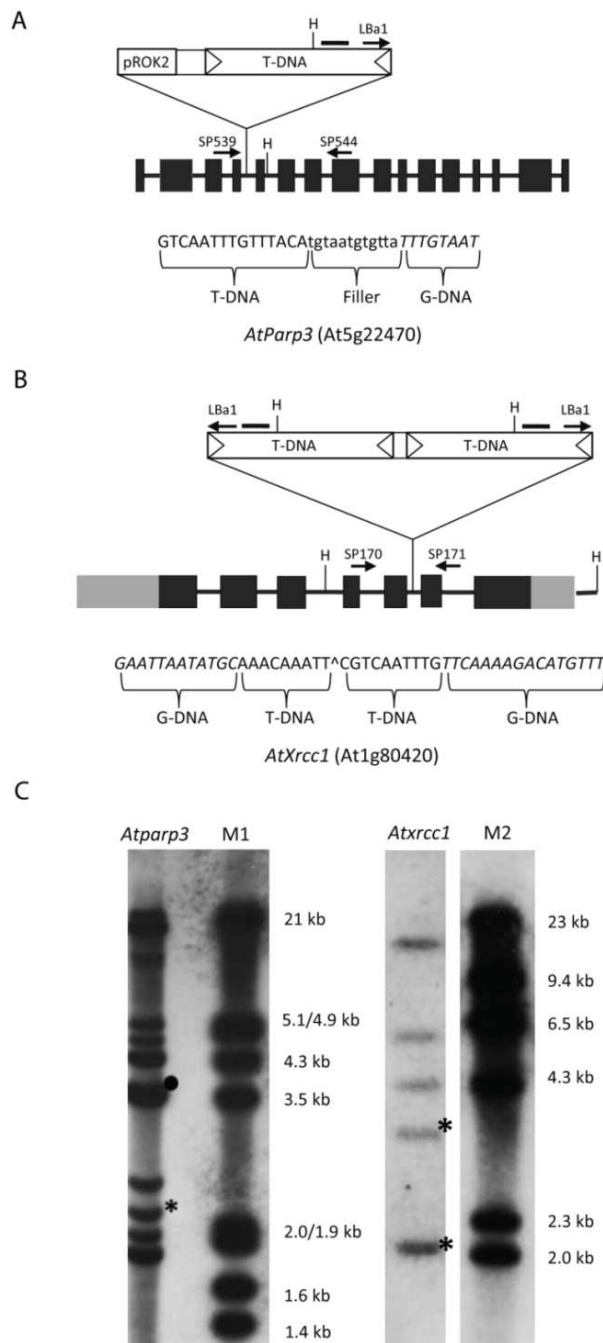 A
H LBa1
pROK2 T-DNA
SP539 H SP544
GTCAATTTGTTTACAtgtaatgtgttaTTTGTAAT
T-DNA Filler G-DNA
AtParp3 (At5g22470)
B
LBa1 H H LBa1
T-DNA T-DNA
H SP170 SP171 H
GAATTAATATGCAAACAAATT^CGTCAATTTGTTCAAAAGACATGTTT
G-DNA T-DNA T-DNA G-DNA
AtXrcc1 (At1g80420)
C
Atparp3 M1 Atxrcc1 M2
21 kb 23 kb
9.4 kb
5.1/4.9 kb 6.5 kb
4.3 kb 4.3 kb
3.5 kb
*
*
2.0/1.9 kb 2.3 kb
* 2.0 kb
1.6 kb
1.4 kb